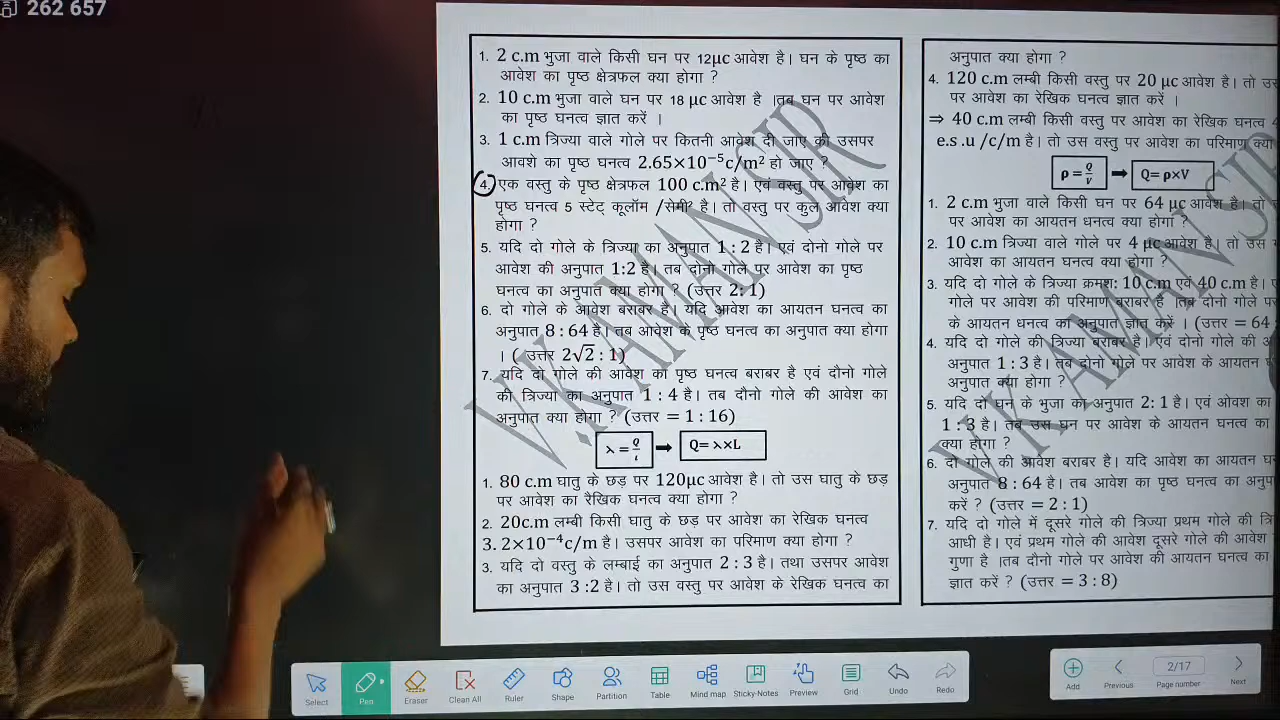 262 657
1. 2 c.m भुजा वाले किसी घन पर 12μc आवेश है। घन के पृष्ठ का
आवेश का पृष्ठ क्षेत्रफल क्या होगा ?
2. 10 c.m भुजा वाले घन पर 18 μc आवेश है ।तब घन पर आवेश
का पृष्ठ घनत्व ज्ञात करें ।
3. 1 c.m त्रिज्या वाले गोले पर कितनी आवेश दी जाए की उसपर
आवशे का पृष्ठ घनत्व 2.65×10⁻⁵c/m² हो जाए ?
4. एक वस्तु के पृष्ठ क्षेत्रफल 100 c.m² है। एवं वस्तु पर आवेश का
पृष्ठ घनत्व 5 स्टेट् कूलॉम /सेमी² है। तो वस्तु पर कुल आवेश क्या
होगा ?
5. यदि दो गोले के त्रिज्या का अनुपात 1 : 2 है। एवं दोनो गोले पर
आवेश की अनुपात 1:2 है। तब दोनो गोले पर आवेश का पृष्ठ
घनत्व का अनुपात क्या होगा ? (उत्तर 2: 1)
6. दो गोले के आवेश बराबर है। यदि आवेश का आयतन घनत्व का
अनुपात 8 : 64 है। तब आवेश के पृष्ठ घनत्व का अनुपात क्या होगा
। ( उत्तर 2√2 : 1)
7. यदि दो गोले की आवेश का पृष्ठ घनत्व बराबर है एवं दौनो गोले
की त्रिज्या का अनुपात 1 : 4 है। तब दौनो गोले की आवेश का
अनुपात क्या होगा ? (उत्तर = 1 : 16)
λ = Q/ℓ ➡ Q= λ×L
1. 80 c.m घातु के छड़ पर 120μc आवेश है। तो उस घातु के छड़
पर आवेश का रैखिक घनत्व क्या होगा ?
2. 20c.m लम्बी किसी घातु के छड़ पर आवेश का रेखिक घनत्व
3. 2×10⁻⁴c/m है। उसपर आवेश का परिमाण क्या होगा ?
3. यदि दो वस्तु के लम्बाई का अनुपात 2 : 3 है। तथा उसपर आवेश
का अनुपात 3 :2 है। तो उस वस्तु पर आवेश के रेखिक घनत्व का
अनुपात क्या होगा ?
4. 120 c.m लम्बी किसी वस्तु पर 20 μc आवेश है। तो उस
पर आवेश का रेखिक घनत्व ज्ञात करें ।
⇒ 40 c.m लम्बी किसी वस्तु पर आवेश का रेखिक घनत्व 4
e.s.u /c/m है। तो उस वस्तु पर आवेश का परिमाण क्या
ρ = Q/V ➡ Q= ρ×V
1. 2 c.m भुजा वाले किसी घन पर 64 μc आवेश है। तो
पर आवेश का आयतन धनत्व क्या होगा ?
2. 10 c.m त्रिज्या वाले गोले पर 4 μc आवेश है। तो उस
आवेश का आयतन घनत्व क्या होगा ?
3. यदि दो गोले के त्रिज्या क्रमश: 10 c.m एवं 40 c.m है।
गोले पर आवेश की परिमाण बराबर है ।तब दोनो गोले
के आयतन धनत्व का अनुपात ज्ञात करें । (उत्तर = 64
4. यदि दो गोले की त्रिज्या बराबर है। एवं दोनो गोले की
अनुपात 1 : 3 है। तब दोनो गोले पर आवेश के आयतन
अनुपात क्या होगा ?
5. यदि दो घन के भुजा का अनुपात 2: 1 है। एवं ओवश का
1 : 3 है। तब उस घन पर आवेश के आयतन घनत्व का
क्या होगा ?
6. दो गोल की आवेश बराबर है। यदि आवेश का आयतन
8 : 64 है। तब आवेश का पृष्ठ घनत्व का
करें ? (उत्तर = 2 : 1)
7. यदि दो गोले में दूसरे गोले की त्रिज्या प्रथम गोले की
आधी है। एवं प्रथम गोले की आवेश दूसरे गोले की आवेश
गुणा है ।तब दौनो गोले पर आवेश की आयतन घनत्व का
ज्ञात करें ? (उत्तर = 3 : 8)
V.K AMAN SIR
V.K AMAN SIR
Select Pen Eraser Clean All Ruler Shape Partition Table Mind map Sticky-Notes Preview Grid Undo Redo
Add Previous 2/17 Page number Next